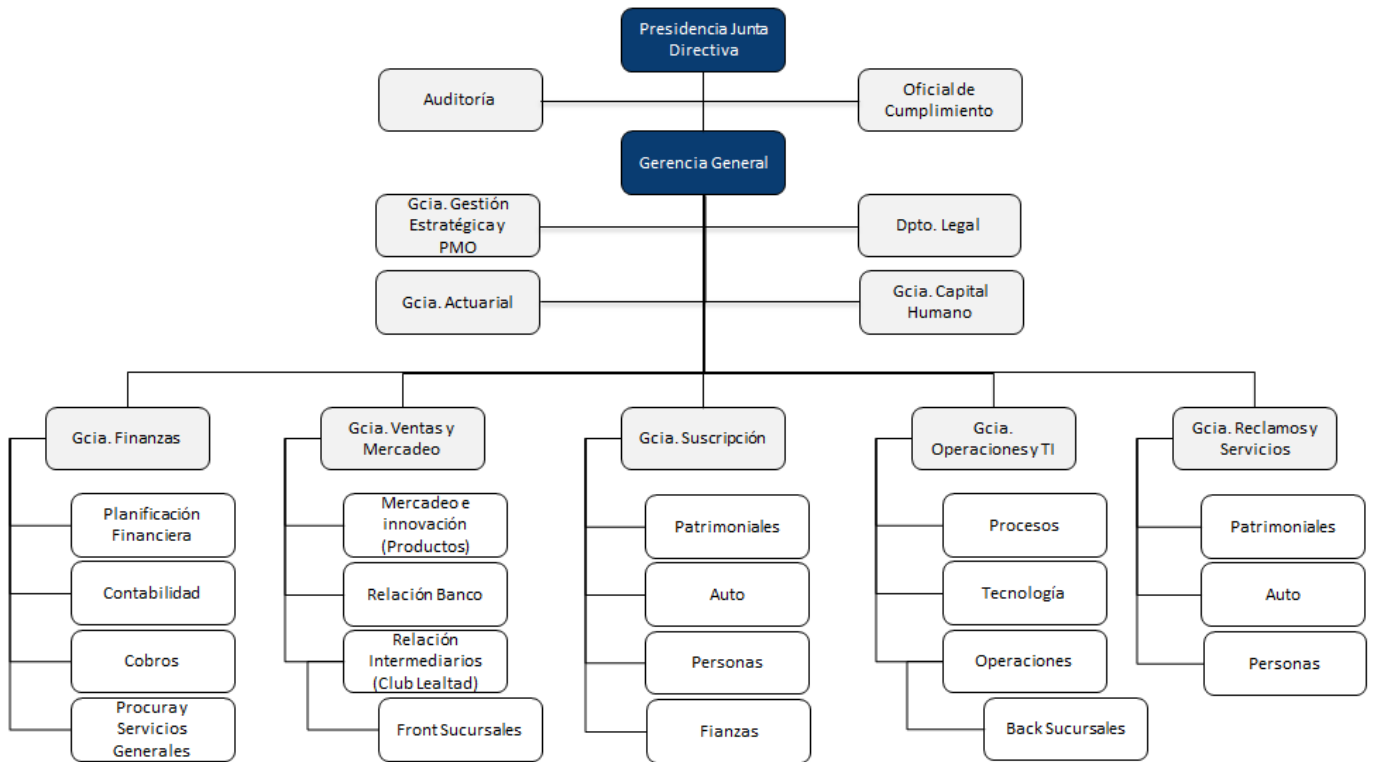 Presidencia Junta
Directiva
Auditoría
Oficial de
Cumplimiento
Gerencia General
Gcia. Gestión
Estratégica y
PMO
Dpto. Legal
Gcia. Actuarial
Gcia. Capital
Humano
Gcia. Finanzas
Gcia. Ventas y
Mercadeo
Gcia. Suscripción
Gcia.
Operaciones y TI
Gcia. Reclamos y
Servicios
Planificación
Financiera
Contabilidad
Cobros
Procura y
Servicios
Generales
Mercadeo e
innovación
(Productos)
Relación Banco
Relación
Intermediarios
(Club Lealtad)
Front Sucursales
Patrimoniales
Auto
Personas
Fianzas
Procesos
Tecnología
Operaciones
Back Sucursales
Patrimoniales
Auto
Personas